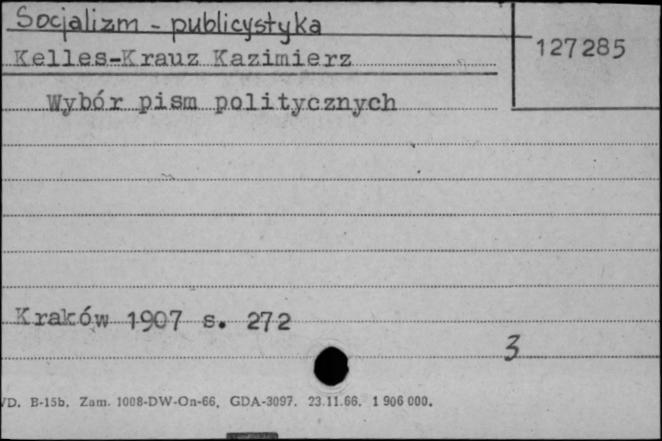 Socjalizm - publicystyka
127285
Kelles-Krauz Kazimierz
Wybór pism politycznych
Kraków 1907 s. 272
3
D. B-15b. Zam. 1008-DW-On-66. GDA-3097. 23.11.66. 1 906 000.